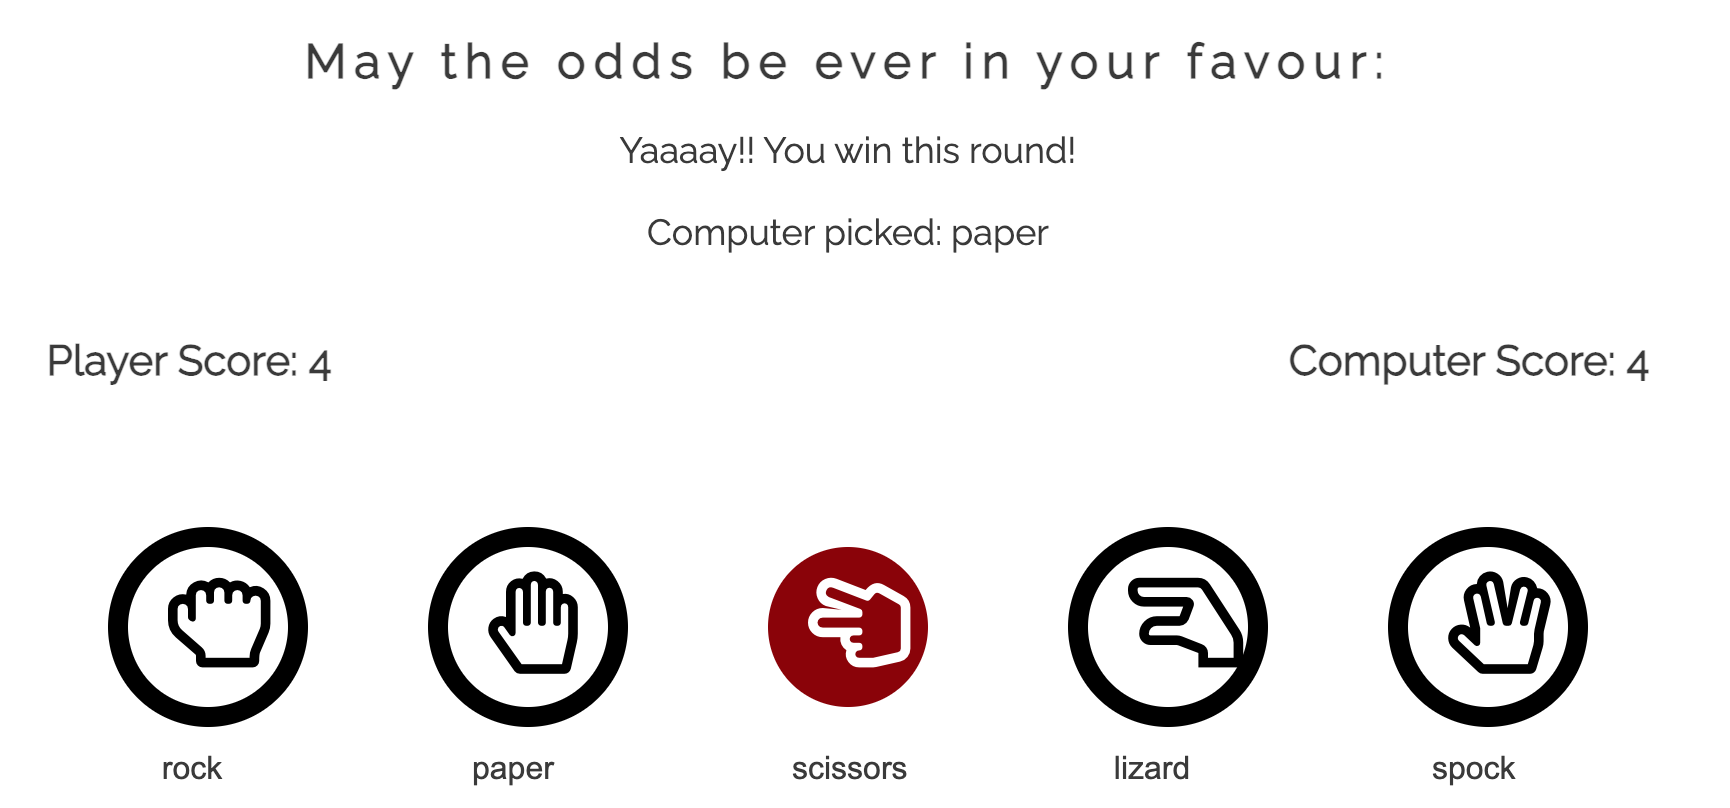 May the odds be ever in your favour:
Yaaaay!! You win this round!
Computer picked: paper
Player Score: 4
Computer Score: 4
rock
paper
scissors
lizard
spock